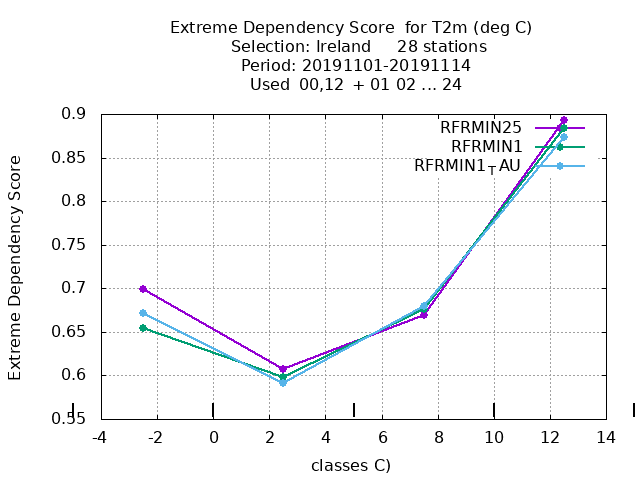 Extreme Dependency Score for T2m (deg C)
Selection: Ireland 28 stations
Period: 20191101-20191114
Used 00,12 + 01 02 ... 24
RFRMIN25
RFRMIN1
RFRMIN1TAU
Extreme Dependency Score
0.9
0.85
0.8
0.75
0.7
0.65
0.6
0.55
-4 -2 0 2 4 6 8 10 12 14
classes C)